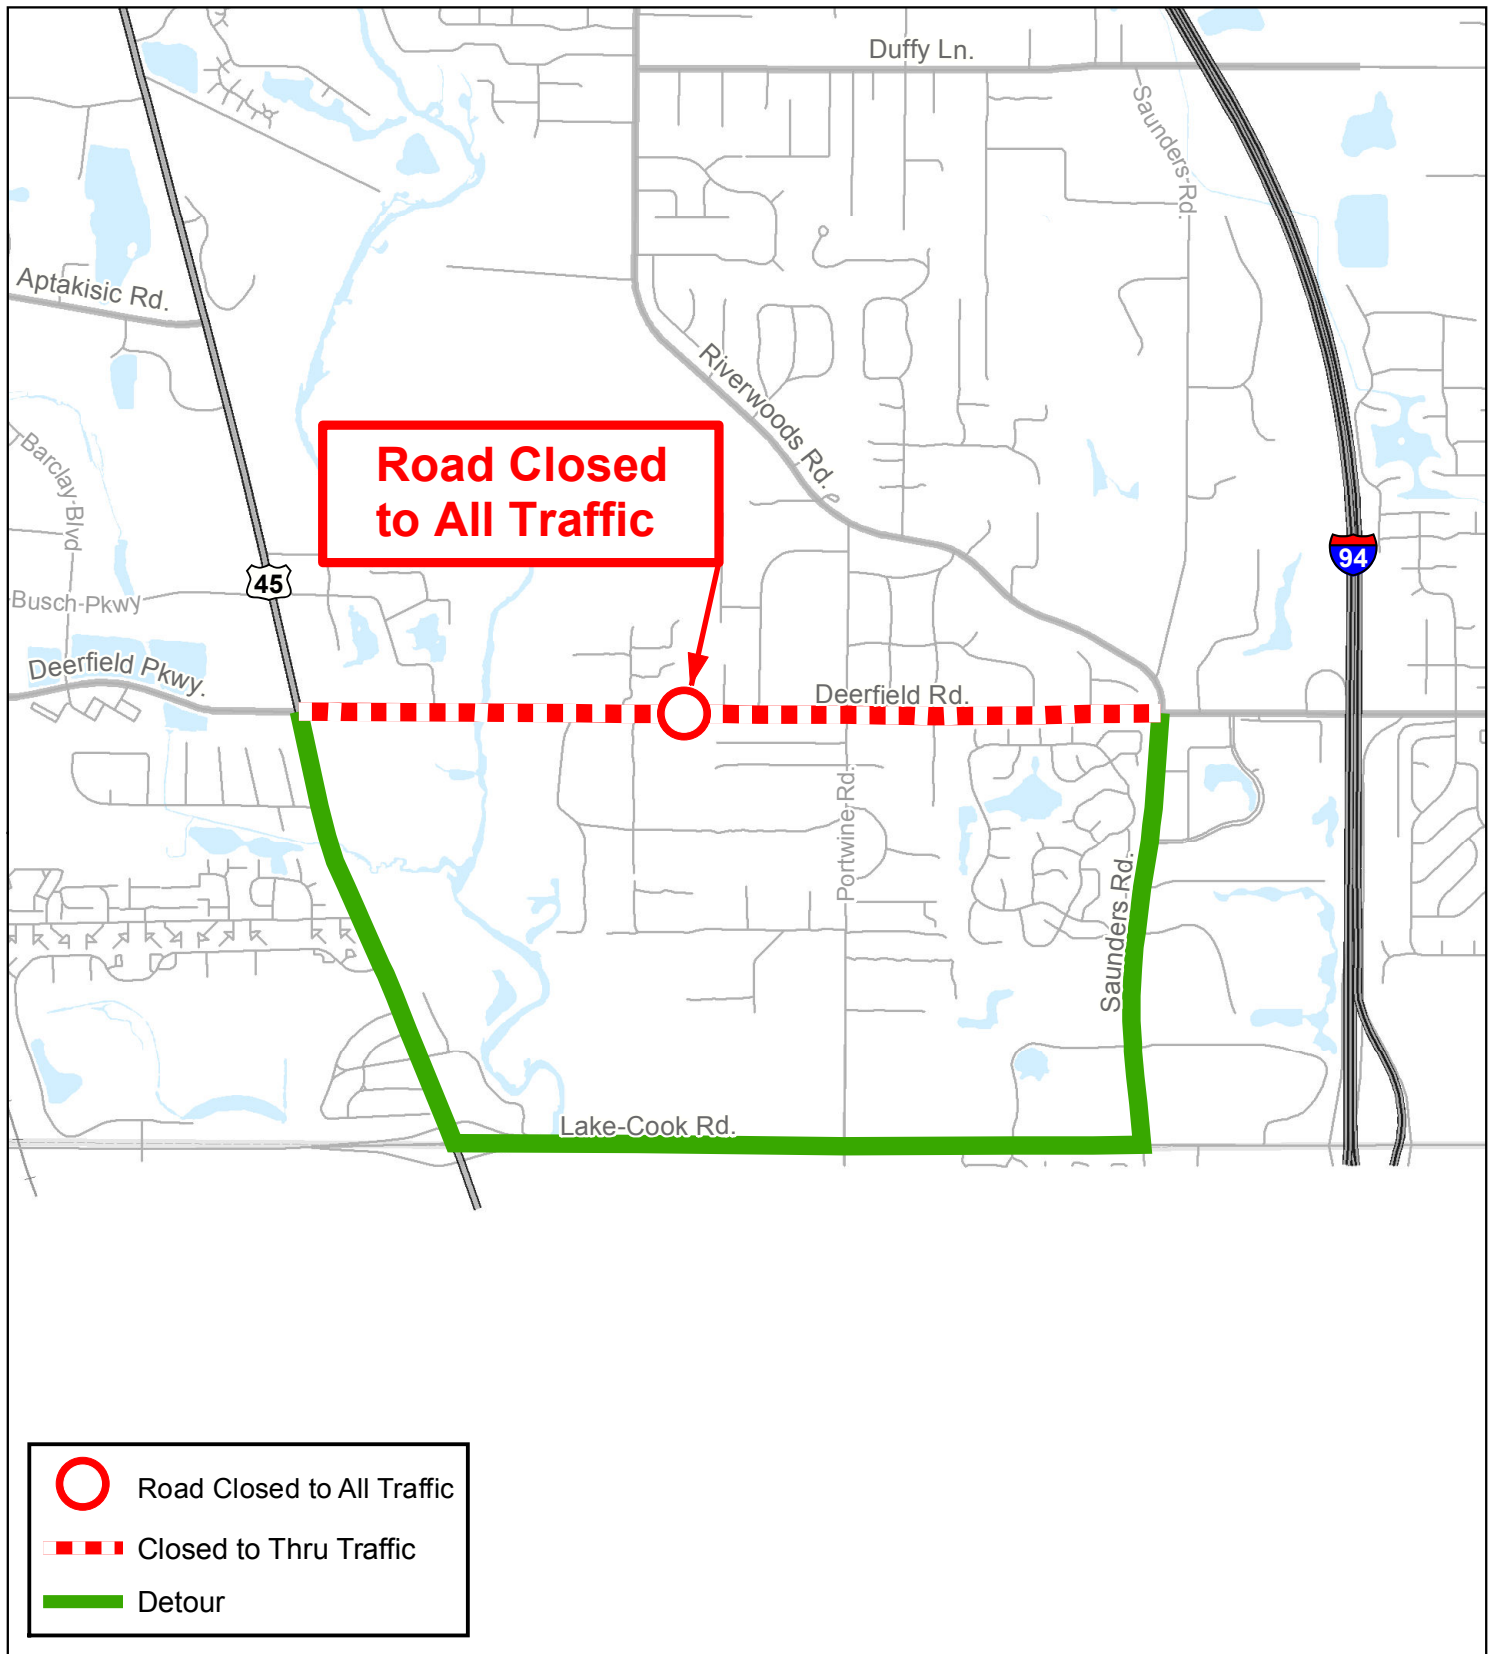 Duffy Ln.
Saunders-Rd.
Aptakisic Rd.
Riverwoods Rd.
Barclay-Blvd
Road Closed
to All Traffic
94
45
Busch-Pkwy
Deerfield Pkwy.
Deerfield Rd.
Portwine-Rd.
Saunders-Rd.
Lake-Cook Rd.
Road Closed to All Traffic
Closed to Thru Traffic
Detour